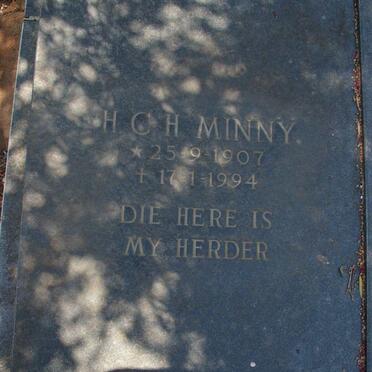 H C H MINNY
★ 25-9-1907
✝ 17-1-1994
DIE HERE IS
MY HERDER